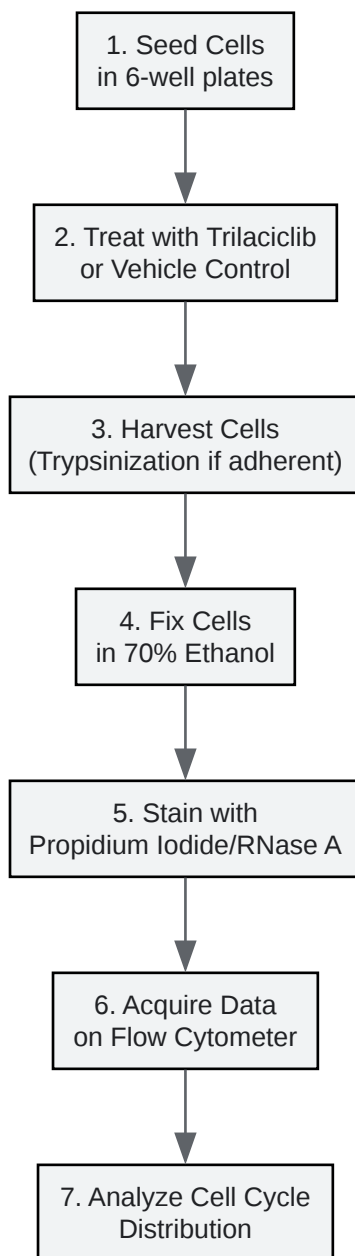 1. Seed Cells
in 6-well plates
2. Treat with Trilaciclib
or Vehicle Control
3. Harvest Cells
(Trypsinization if adherent)
4. Fix Cells
in 70% Ethanol
5. Stain with
Propidium Iodide/RNase A
6. Acquire Data
on Flow Cytometer
7. Analyze Cell Cycle
Distribution